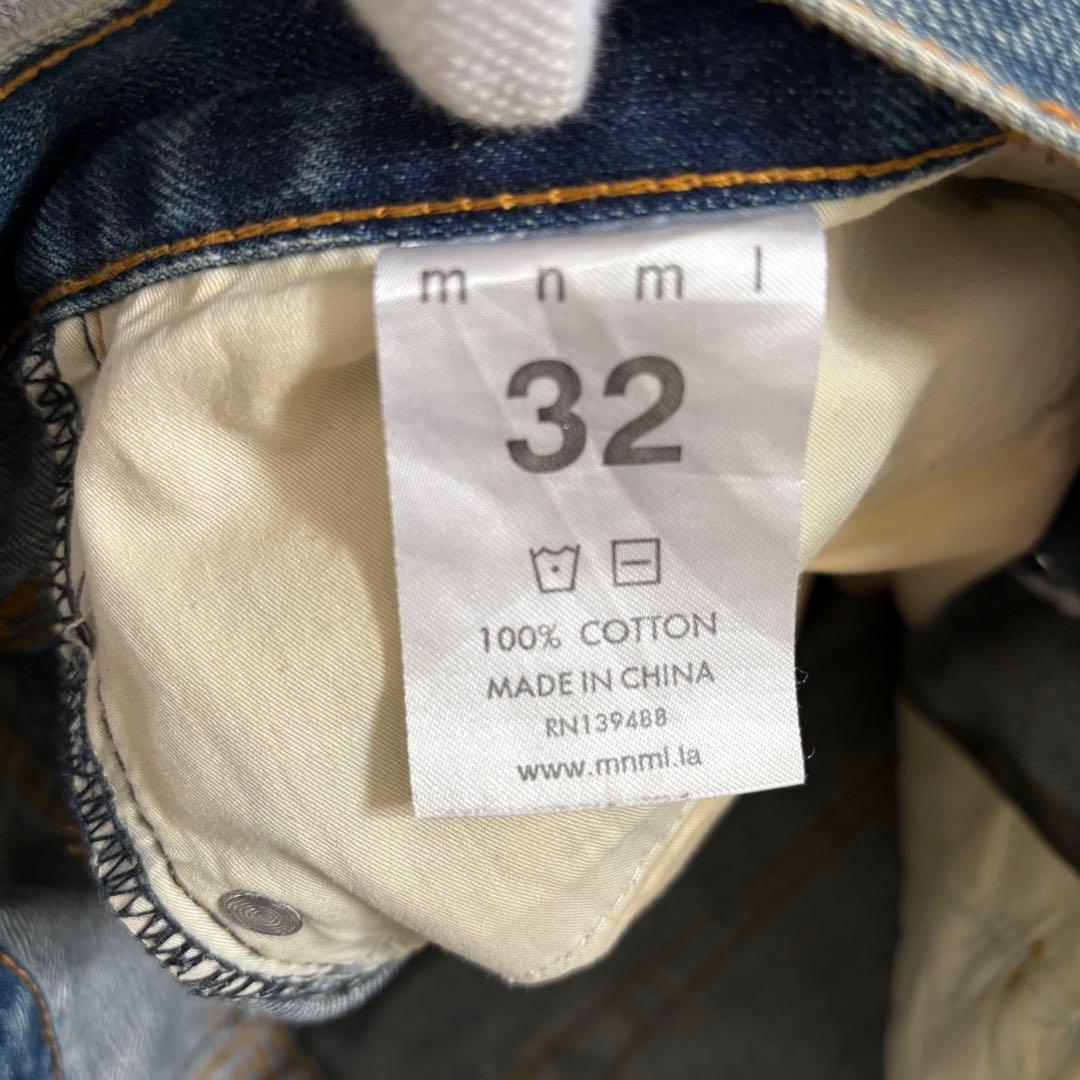 m n m l
32
100% COTTON
MADE IN CHINA
RN139488
www.mnml.la